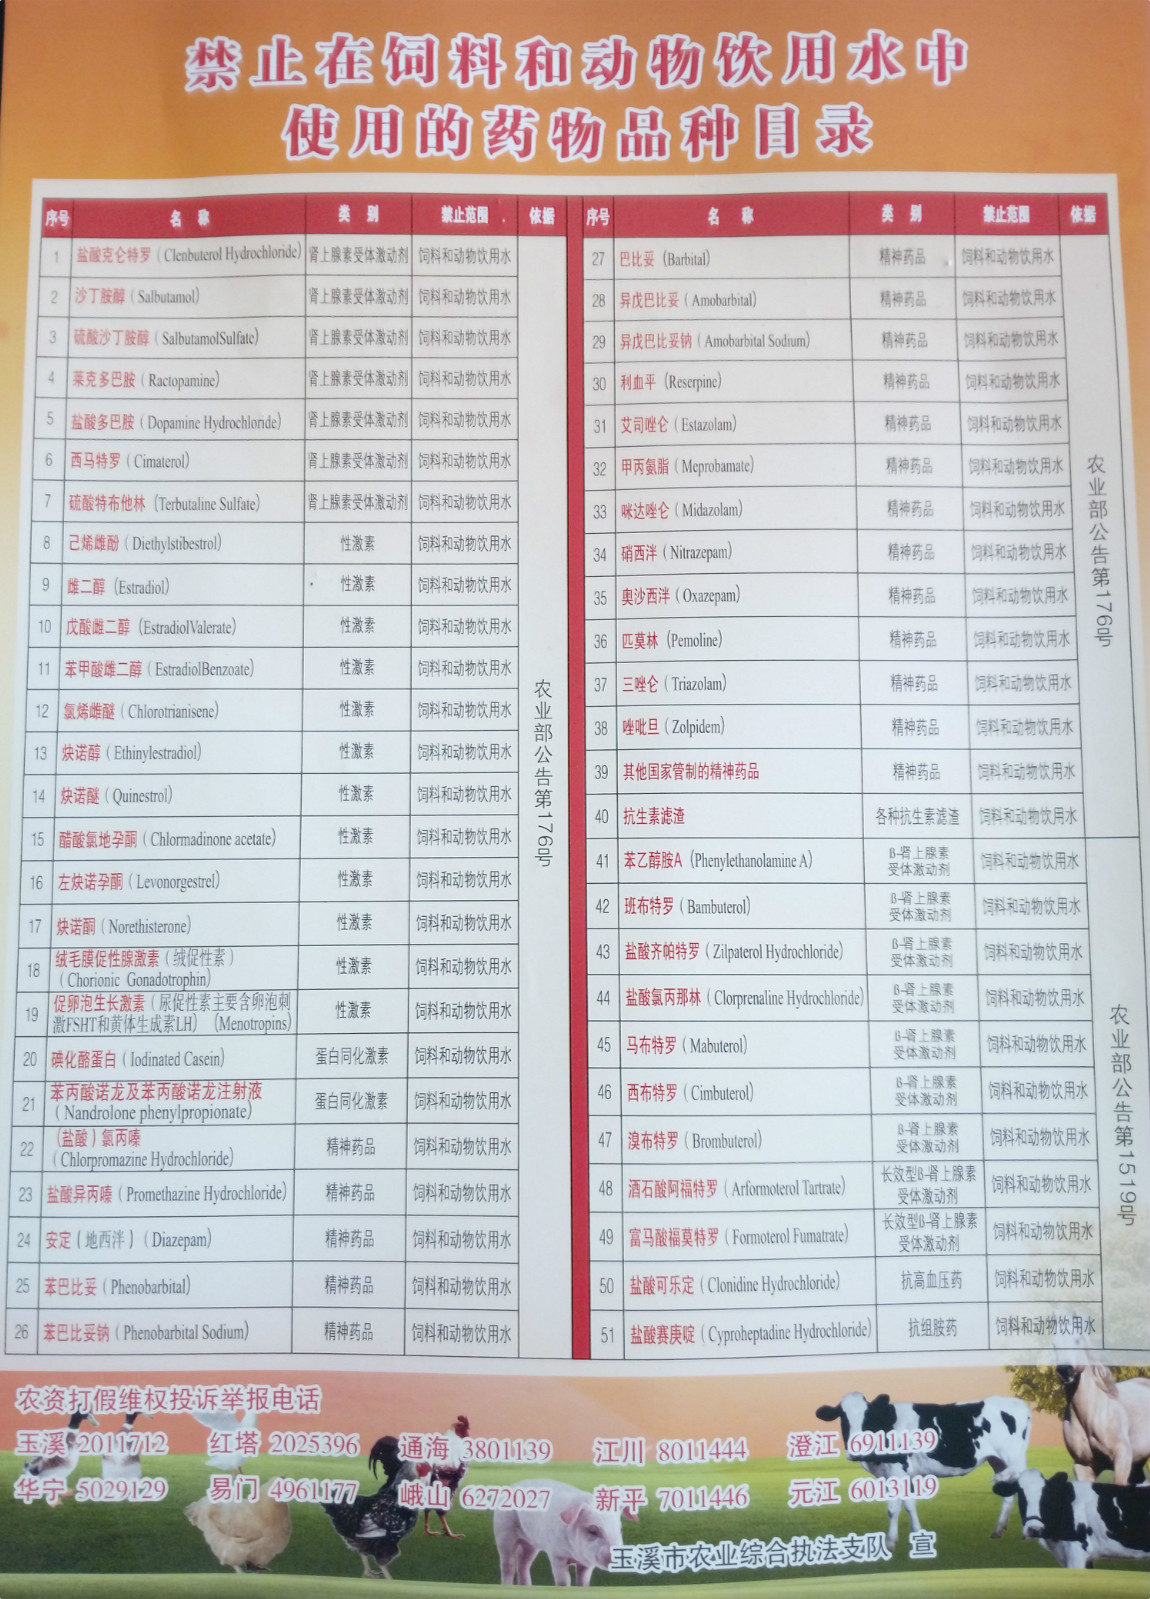 禁止在饲料和动物饮用水中
使用的药物品种目录
序号 名 称 类 别 禁止范围 依据
1 盐酸克仑特罗（Clenbuterol Hydrochloride） 肾上腺素受体激动剂 饲料和动物饮用水
2 沙丁胺醇（Salbutamol） 肾上腺素受体激动剂 饲料和动物饮用水
3 硫酸沙丁胺醇（SalbutamolSulfate） 肾上腺素受体激动剂 饲料和动物饮用水
4 莱克多巴胺（Ractopamine） 肾上腺素受体激动剂 饲料和动物饮用水
5 盐酸多巴胺（Dopamine Hydrochloride） 肾上腺素受体激动剂 饲料和动物饮用水
6 西马特罗（Cimaterol） 肾上腺素受体激动剂 饲料和动物饮用水
7 硫酸特布他林（Terbutaline Sulfate） 肾上腺素受体激动剂 饲料和动物饮用水
8 己烯雌酚（Diethylstibestrol） 性激素 饲料和动物饮用水
9 雌二醇（Estradiol） 性激素 饲料和动物饮用水
10 戊酸雌二醇（EstradiolValerate） 性激素 饲料和动物饮用水
11 苯甲酸雌二醇（EstradiolBenzoate） 性激素 饲料和动物饮用水
12 氯烯雌醚（Chlorotrianisene） 性激素 饲料和动物饮用水
13 炔诺醇（Ethinylestradiol） 性激素 饲料和动物饮用水
14 炔诺醚（Quinestrol） 性激素 饲料和动物饮用水
15 醋酸氯地孕酮（Chlormadinone acetate） 性激素 饲料和动物饮用水
16 左炔诺孕酮（Levonorgestrel） 性激素 饲料和动物饮用水
17 炔诺酮（Norethisterone） 性激素 饲料和动物饮用水
18 绒毛膜促性腺激素（绒促性素）
（Chorionic Gonadotrophin） 性激素 饲料和动物饮用水
19 促卵泡生长激素（尿促性素主要含卵泡刺
激FSHT和黄体生成素LH）（Menotropins） 性激素 饲料和动物饮用水
20 碘化酪蛋白（Iodinated Casein） 蛋白同化激素 饲料和动物饮用水
21 苯丙酸诺龙及苯丙酸诺龙注射液
（Nandrolone phenylpropionate） 蛋白同化激素 饲料和动物饮用水
22 （盐酸）氯丙嗪
（Chlorpromazine Hydrochloride） 精神药品 饲料和动物饮用水
23 盐酸异丙嗪（Promethazine Hydrochloride） 精神药品 饲料和动物饮用水
24 安定（地西泮）（Diazepam） 精神药品 饲料和动物饮用水
25 苯巴比妥（Phenobarbital） 精神药品 饲料和动物饮用水
26 苯巴比妥钠（Phenobarbital Sodium） 精神药品 饲料和动物饮用水
农业部公告第176号
序号 名 称 类 别 禁止范围 依据
27 巴比妥（Barbital） 精神药品 饲料和动物饮用水
28 异戊巴比妥（Amobarbital） 精神药品 饲料和动物饮用水
29 异戊巴比妥钠（Amobarbital Sodium） 精神药品 饲料和动物饮用水
30 利血平（Reserpine） 精神药品 饲料和动物饮用水
31 艾司唑仑（Estazolam） 精神药品 饲料和动物饮用水
32 甲丙氨脂（Meprobamate） 精神药品 饲料和动物饮用水
33 咪达唑仑（Midazolam） 精神药品 饲料和动物饮用水
34 硝西泮（Nitrazepam） 精神药品 饲料和动物饮用水
35 奥沙西泮（Oxazepam） 精神药品 饲料和动物饮用水
36 匹莫林（Pemoline） 精神药品 饲料和动物饮用水
37 三唑仑（Triazolam） 精神药品 饲料和动物饮用水
38 唑吡旦（Zolpidem） 精神药品 饲料和动物饮用水
39 其他国家管制的精神药品 精神药品 饲料和动物饮用水
40 抗生素滤渣 各种抗生素滤渣 饲料和动物饮用水
农业部公告第176号
41 苯乙醇胺A（Phenylethanolamine A） β-肾上腺素
受体激动剂 饲料和动物饮用水
42 班布特罗（Bambuterol） β-肾上腺素
受体激动剂 饲料和动物饮用水
43 盐酸齐帕特罗（Zilpaterol Hydrochloride） β-肾上腺素
受体激动剂 饲料和动物饮用水
44 盐酸氯丙那林（Clorprenaline Hydrochloride） β-肾上腺素
受体激动剂 饲料和动物饮用水
45 马布特罗（Mabuterol） β-肾上腺素
受体激动剂 饲料和动物饮用水
46 西布特罗（Cimbuterol） β-肾上腺素
受体激动剂 饲料和动物饮用水
47 溴布特罗（Brombuterol） β-肾上腺素
受体激动剂 饲料和动物饮用水
48 酒石酸阿福特罗（Arformoterol Tartrate） 长效型β-肾上腺素
受体激动剂 饲料和动物饮用水
49 富马酸福莫特罗（Formoterol Fumatrate） 长效型β-肾上腺素
受体激动剂 饲料和动物饮用水
50 盐酸可乐定（Clonidine Hydrochloride） 抗高血压药 饲料和动物饮用水
51 盐酸赛庚啶（Cyproheptadine Hydrochloride） 抗组胺药 饲料和动物饮用水
农业部公告第1519号
农资打假维权投诉举报电话
玉溪 2011712 红塔 2025396 通海 3801139 江川 8011444 澄江 6911139
华宁 5029129 易门 4961177 峨山 6272027 新平 7011446 元江 6013119
玉溪市农业综合执法支队 宣